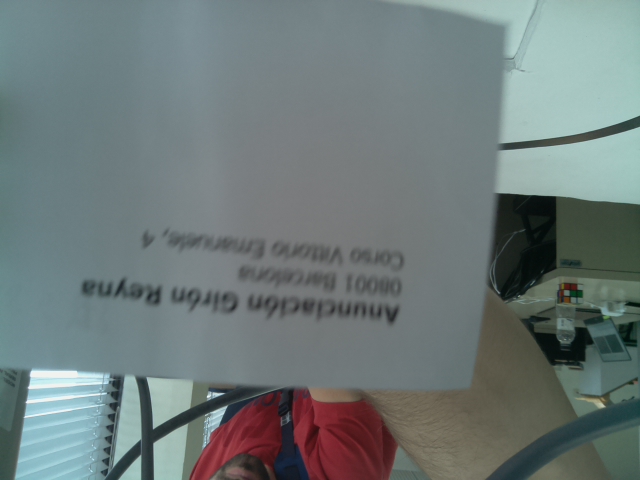 Anunciación Girón Reyna
08001 Barcelona
Corso Vittorio Emanuele, 4